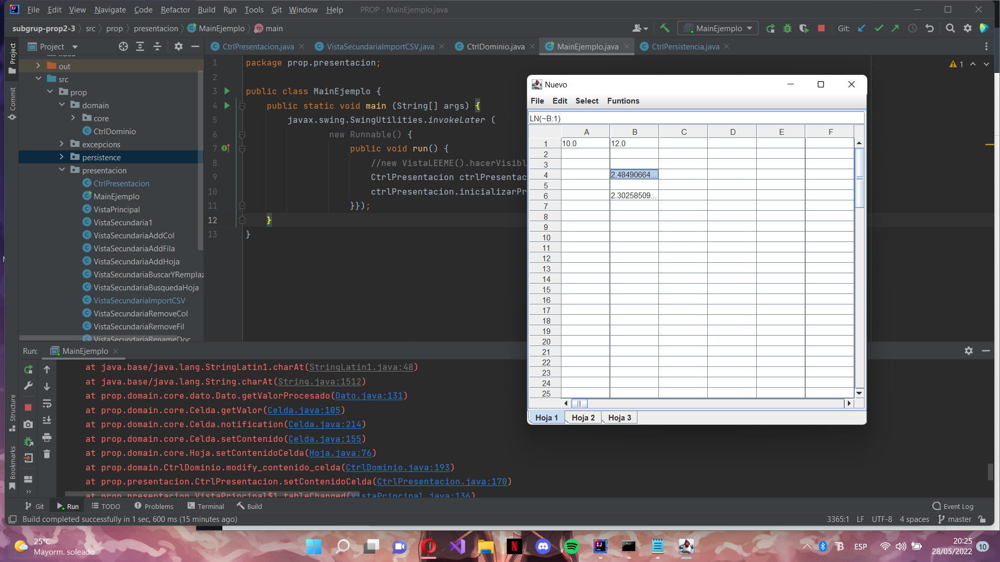 File Edit View Navigate Code Refactor Build Run Tools Git Window Help PROP - MainEjemplo.java
subgrup-prop2-3 src prop presentacion MainEjemplo main
MainEjemplo Git:
Project
CtrlPresentacion.java VistaSecundariaImportCSV.java CtrlDominio.java MainEjemplo.java CtrlPersistencia.java
Project
Commit
out
src
prop
domain
core
CtrlDominio
excepcions
persistence
presentacion
CtrlPresentacion
MainEjemplo
VistaPrincipal
VistaSecundaria1
VistaSecundariaAddCol
VistaSecundariaAddFila
VistaSecundariaAddHoja
VistaSecundariaBuscarYRemplaz
VistaSecundariaBusquedaHoja
VistaSecundariaImportCSV
VistaSecundariaRemoveCol
VistaSecundariaRemoveFil
VistaSecundariaRenameDoc
1 package prop.presentacion;
2
3 public class MainEjemplo {
4 public static void main (String[] args) {
5 javax.swing.SwingUtilities.invokeLater (
6 new Runnable() {
7 public void run() {
8 //new VistaLEEME().hacerVisibl
9 CtrlPresentacion ctrlPresentac
10 ctrlPresentacion.inicializarPr
11 }});
12 }
13 }
1
Nuevo
File Edit Select Funtions
LN(~B:1)
A B C D E F
1 10.0 12.0
2
3
4 2.48490664...
5
6 2.30258509...
7
8
9
10
11
12
13
14
15
16
17
18
19
20
21
22
23
24
25
Hoja 1 Hoja 2 Hoja 3
Run: MainEjemplo
at java.base/java.lang.StringLatin1.charAt(StringLatin1.java:48)
at java.base/java.lang.String.charAt(String.java:1512)
at prop.domain.core.dato.Dato.getValorProcesado(Dato.java:131)
at prop.domain.core.Celda.getValor(Celda.java:105)
at prop.domain.core.Celda.notification(Celda.java:214)
at prop.domain.core.Celda.setContenido(Celda.java:155)
at prop.domain.core.Hoja.setContenidoCelda(Hoja.java:76)
at prop.domain.CtrlDominio.modify_contenido_celda(CtrlDominio.java:193)
at prop.presentacion.CtrlPresentacion.setContenidoCelda(CtrlPresentacion.java:170)
at prop.presentacion.VistaPrincipal$1.tableChanged(VistaPrincipal.java:136)
Structure
Bookmarks
Git Run TODO Problems Terminal Build Event Log
Build completed successfully in 1 sec, 600 ms (15 minutes ago) 3365:1 LF UTF-8 4 spaces master
25°C
Mayorm. soleado
ESP
20:25
28/05/2022
10